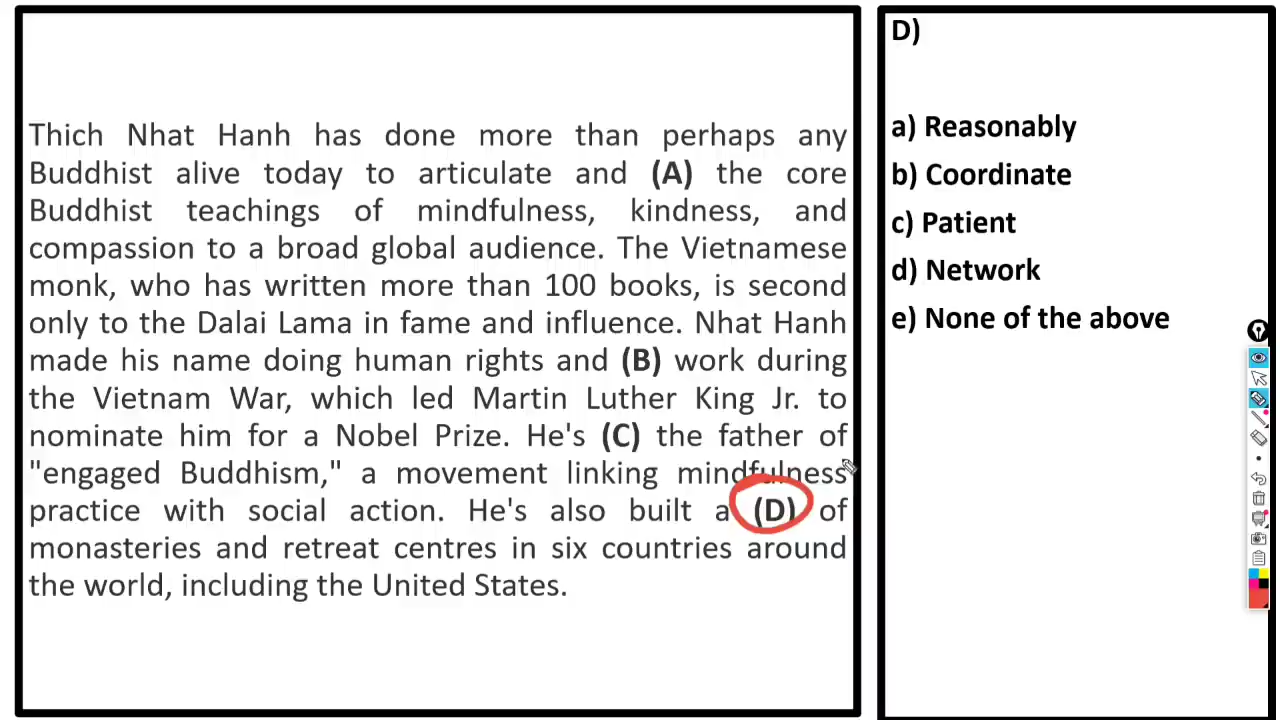 Thich Nhat Hanh has done more than perhaps any
Buddhist alive today to articulate and (A) the core
Buddhist teachings of mindfulness, kindness, and
compassion to a broad global audience. The Vietnamese
monk, who has written more than 100 books, is second
only to the Dalai Lama in fame and influence. Nhat Hanh
made his name doing human rights and (B) work during
the Vietnam War, which led Martin Luther King Jr. to
nominate him for a Nobel Prize. He's (C) the father of
"engaged Buddhism," a movement linking mindfulness
practice with social action. He's also built a (D) of
monasteries and retreat centres in six countries around
the world, including the United States.
D)
a) Reasonably
b) Coordinate
c) Patient
d) Network
e) None of the above